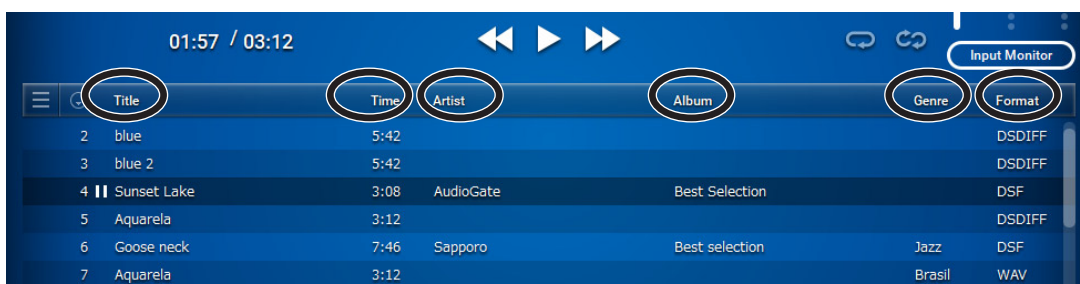 01:57 / 03:12
Input Monitor
Title Time Artist Album Genre Format
2 blue 5:42 DSDIFF
3 blue 2 5:42 DSDIFF
4 Sunset Lake 3:08 AudioGate Best Selection DSF
5 Aquarela 3:12 DSDIFF
6 Goose neck 7:46 Sapporo Best selection Jazz DSF
7 Aquarela 3:12 Brasil WAV